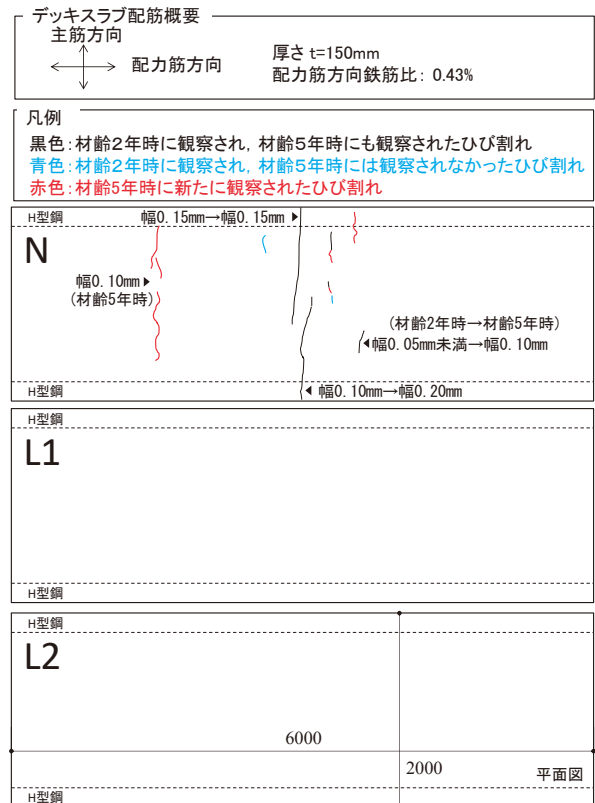 デッキスラブ配筋概要
主筋方向
配力筋方向
厚さ t=150mm
配力筋方向鉄筋比: 0.43%
凡例
黒色:材齢2年時に観察され,材齢5年時にも観察されたひび割れ
青色:材齢2年時に観察され,材齢5年時には観察されなかったひび割れ
赤色:材齢5年時に新たに観察されたひび割れ
H型鋼
幅0.15mm→幅0.15mm
N
幅0.10mm
(材齢5年時)
(材齢2年時→材齢5年時)
幅0.05mm未満→幅0.10mm
H型鋼
幅0.10mm→幅0.20mm
H型鋼
L1
H型鋼
H型鋼
L2
6000
2000
平面図
H型鋼